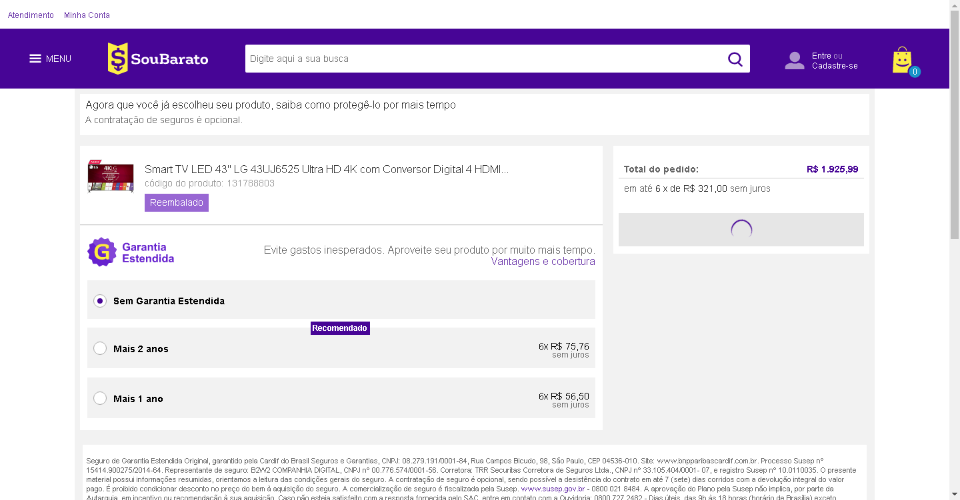 Atendimento Minha Conta
MENU
SouBarato
Digite aqui a sua busca
Entre ou
Cadastre-se
0
Agora que você já escolheu seu produto, saiba como protegê-lo por mais tempo
A contratação de seguros é opcional.
Smart TV LED 43" LG 43UJ6525 Ultra HD 4K com Conversor Digital 4 HDMI...
código do produto: 131788803
Reembalado
Total do pedido: R$ 1.925,99
em até 6 x de R$ 321,00 sem juros
G Garantia
Estendida
Evite gastos inesperados. Aproveite seu produto por muito mais tempo.
Vantagens e cobertura
Sem Garantia Estendida
Recomendado
Mais 2 anos 6x R$ 75,76
sem juros
Mais 1 ano 6x R$ 56,50
sem juros
Seguro de Garantia Estendida Original, garantido pela Cardif do Brasil Seguros e Garantias, CNPJ: 08.279.191/0001-84, Rua Campos Bicudo, 98, São Paulo, CEP 04536-010. Site: www.bnpparibascardif.com.br. Processo Susep nº
15414.900275/2014-64. Representante de seguro: B2W2 COMPANHIA DIGITAL, CNPJ nº 00.776.574/0001-56. Corretora: TRR Securitas Corretora de Seguros Ltda., CNPJ nº 33.105.404/0001- 07, e registro Susep nº 10.0110035. O presente
material possui informações resumidas, orientamos a leitura das condições gerais do seguro. A contratação de seguro é opcional, sendo possível a desistência do contrato em até 7 (sete) dias corridos com a devolução integral do valor
pago. É proibido condicionar desconto no preço do bem à aquisição do seguro. A comercialização de seguro é fiscalizada pela Susep: www.susep.gov.br - 0800 021 8484. A aprovação do Plano pela Susep não implica, por parte da
Autarquia, em incentivo ou recomendação à sua aquisição. Caso não esteja satisfeito com a resposta fornecida pelo SAC, entre em contato com a Ouvidoria: 0800 727 2482 - Dias úteis, das 9h às 18 horas (horário de Brasília) exceto